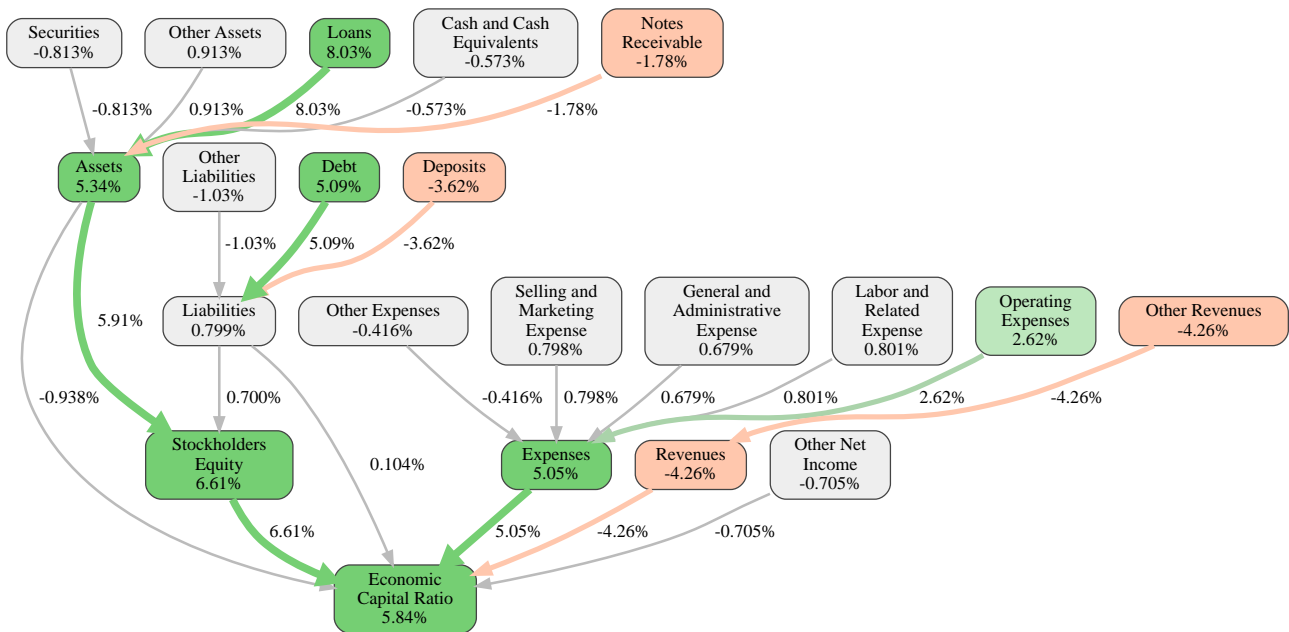 Securities
-0.813%
Other Assets
0.913%
Loans
8.03%
Cash and Cash
Equivalents
-0.573%
Notes
Receivable
-1.78%
-0.813%
0.913%
8.03%
-0.573%
-1.78%
Assets
5.34%
Other
Liabilities
-1.03%
Debt
5.09%
Deposits
-3.62%
-1.03%
5.09%
-3.62%
Liabilities
0.799%
Other Expenses
-0.416%
Selling and
Marketing
Expense
0.798%
General and
Administrative
Expense
0.679%
Labor and
Related
Expense
0.801%
Operating
Expenses
2.62%
Other Revenues
-4.26%
5.91%
-0.938%
0.700%
-0.416%
0.798%
0.679%
0.801%
2.62%
-4.26%
Stockholders
Equity
6.61%
0.104%
Expenses
5.05%
Revenues
-4.26%
Other Net
Income
-0.705%
6.61%
5.05%
-4.26%
-0.705%
Economic
Capital Ratio
5.84%